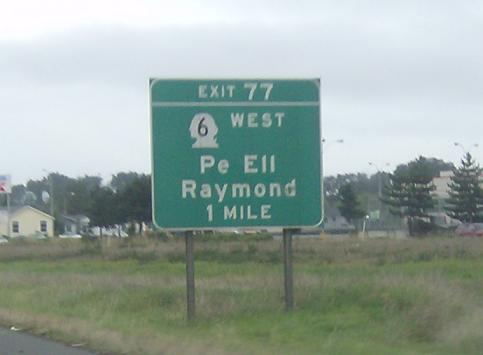 EXIT 77
6 WEST
Pe Ell
Raymond
1 MILE